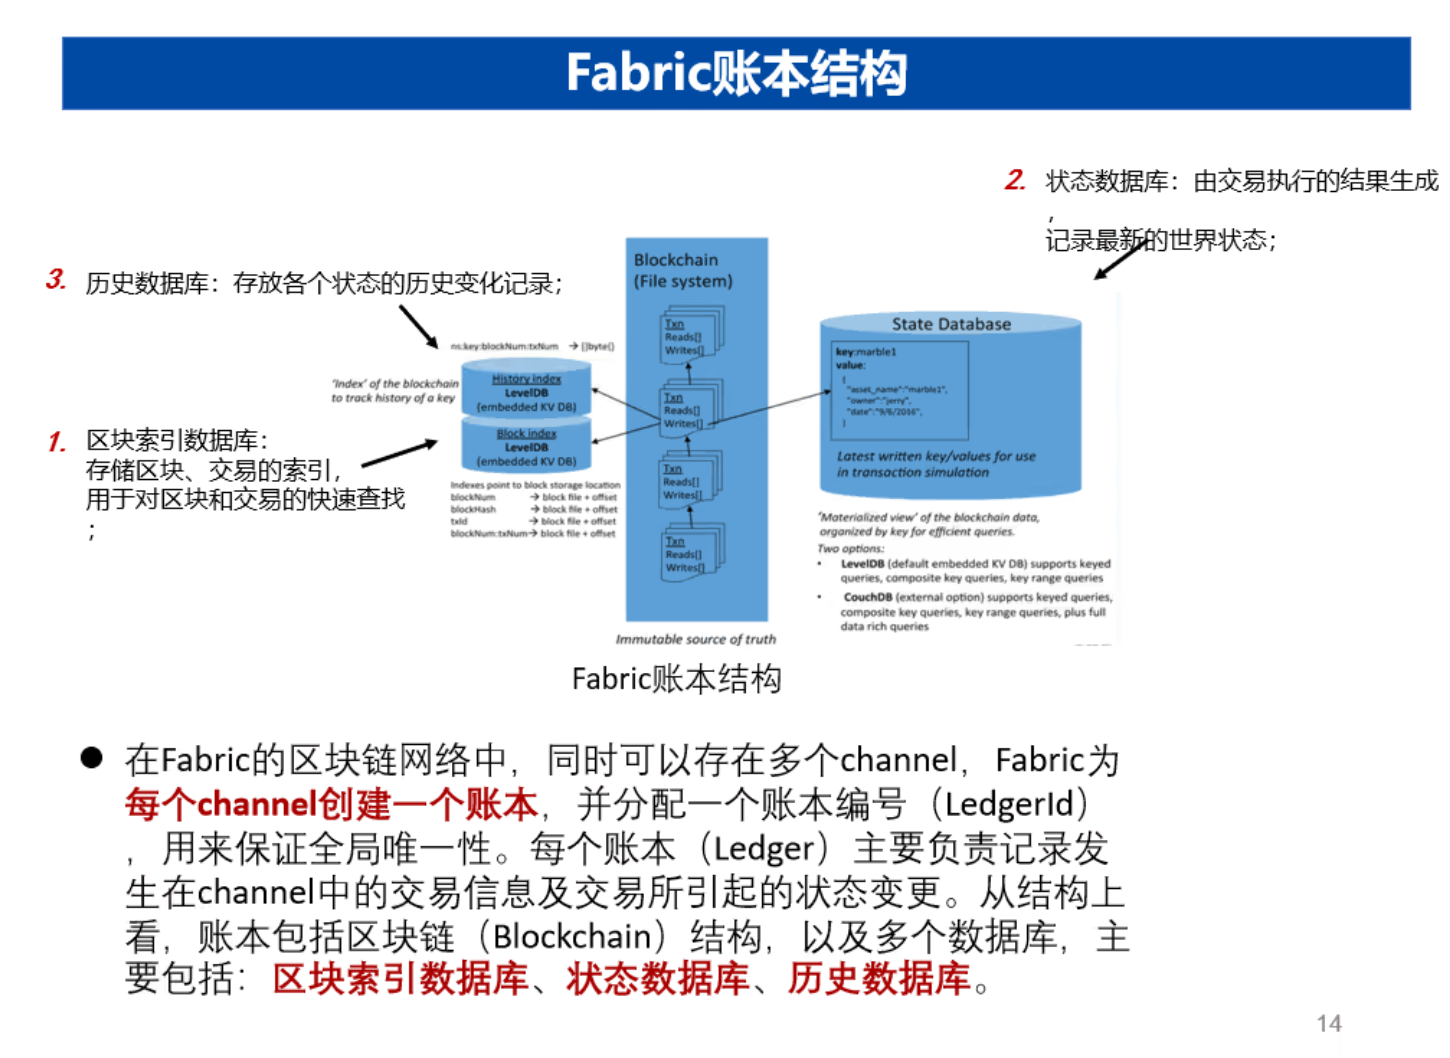 Fabric账本结构
2. 状态数据库：由交易执行的结果生成
，
记录最新的世界状态；
3. 历史数据库：存放各个状态的历史变化记录；
1. 区块索引数据库：
存储区块、交易的索引，
用于对区块和交易的快速查找
；
ns:key:blockNum:txNum → []byte()
'Index' of the blockchain
to track history of a key
History index
LevelDB
(embedded KV DB)
Block index
LevelDB
(embedded KV DB)
Indexes point to block storage location
blockNum → block file + offset
blockHash → block file + offset
txId → block file + offset
blockNum:txNum→ block file + offset
Blockchain
(File system)
Txn
Reads[]
Writes[]
Txn
Reads[]
Writes[]
Txn
Reads[]
Writes[]
Txn
Reads[]
Writes[]
Immutable source of truth
State Database
key:marble1
value:
{
"asset_name":"marble1",
"owner":"jerry",
"date":"9/6/2016",
}
Latest written key/values for use
in transaction simulation
'Materialized view' of the blockchain data,
organized by key for efficient queries.
Two options:
• LevelDB (default embedded KV DB) supports keyed
queries, composite key queries, key range queries
• CouchDB (external option) supports keyed queries,
composite key queries, key range queries, plus full
data rich queries
Fabric账本结构
● 在Fabric的区块链网络中，同时可以存在多个channel，Fabric为
每个channel创建一个账本，并分配一个账本编号（LedgerId）
，用来保证全局唯一性。每个账本（Ledger）主要负责记录发
生在channel中的交易信息及交易所引起的状态变更。从结构上
看，账本包括区块链（Blockchain）结构，以及多个数据库，主
要包括：区块索引数据库、状态数据库、历史数据库。
14